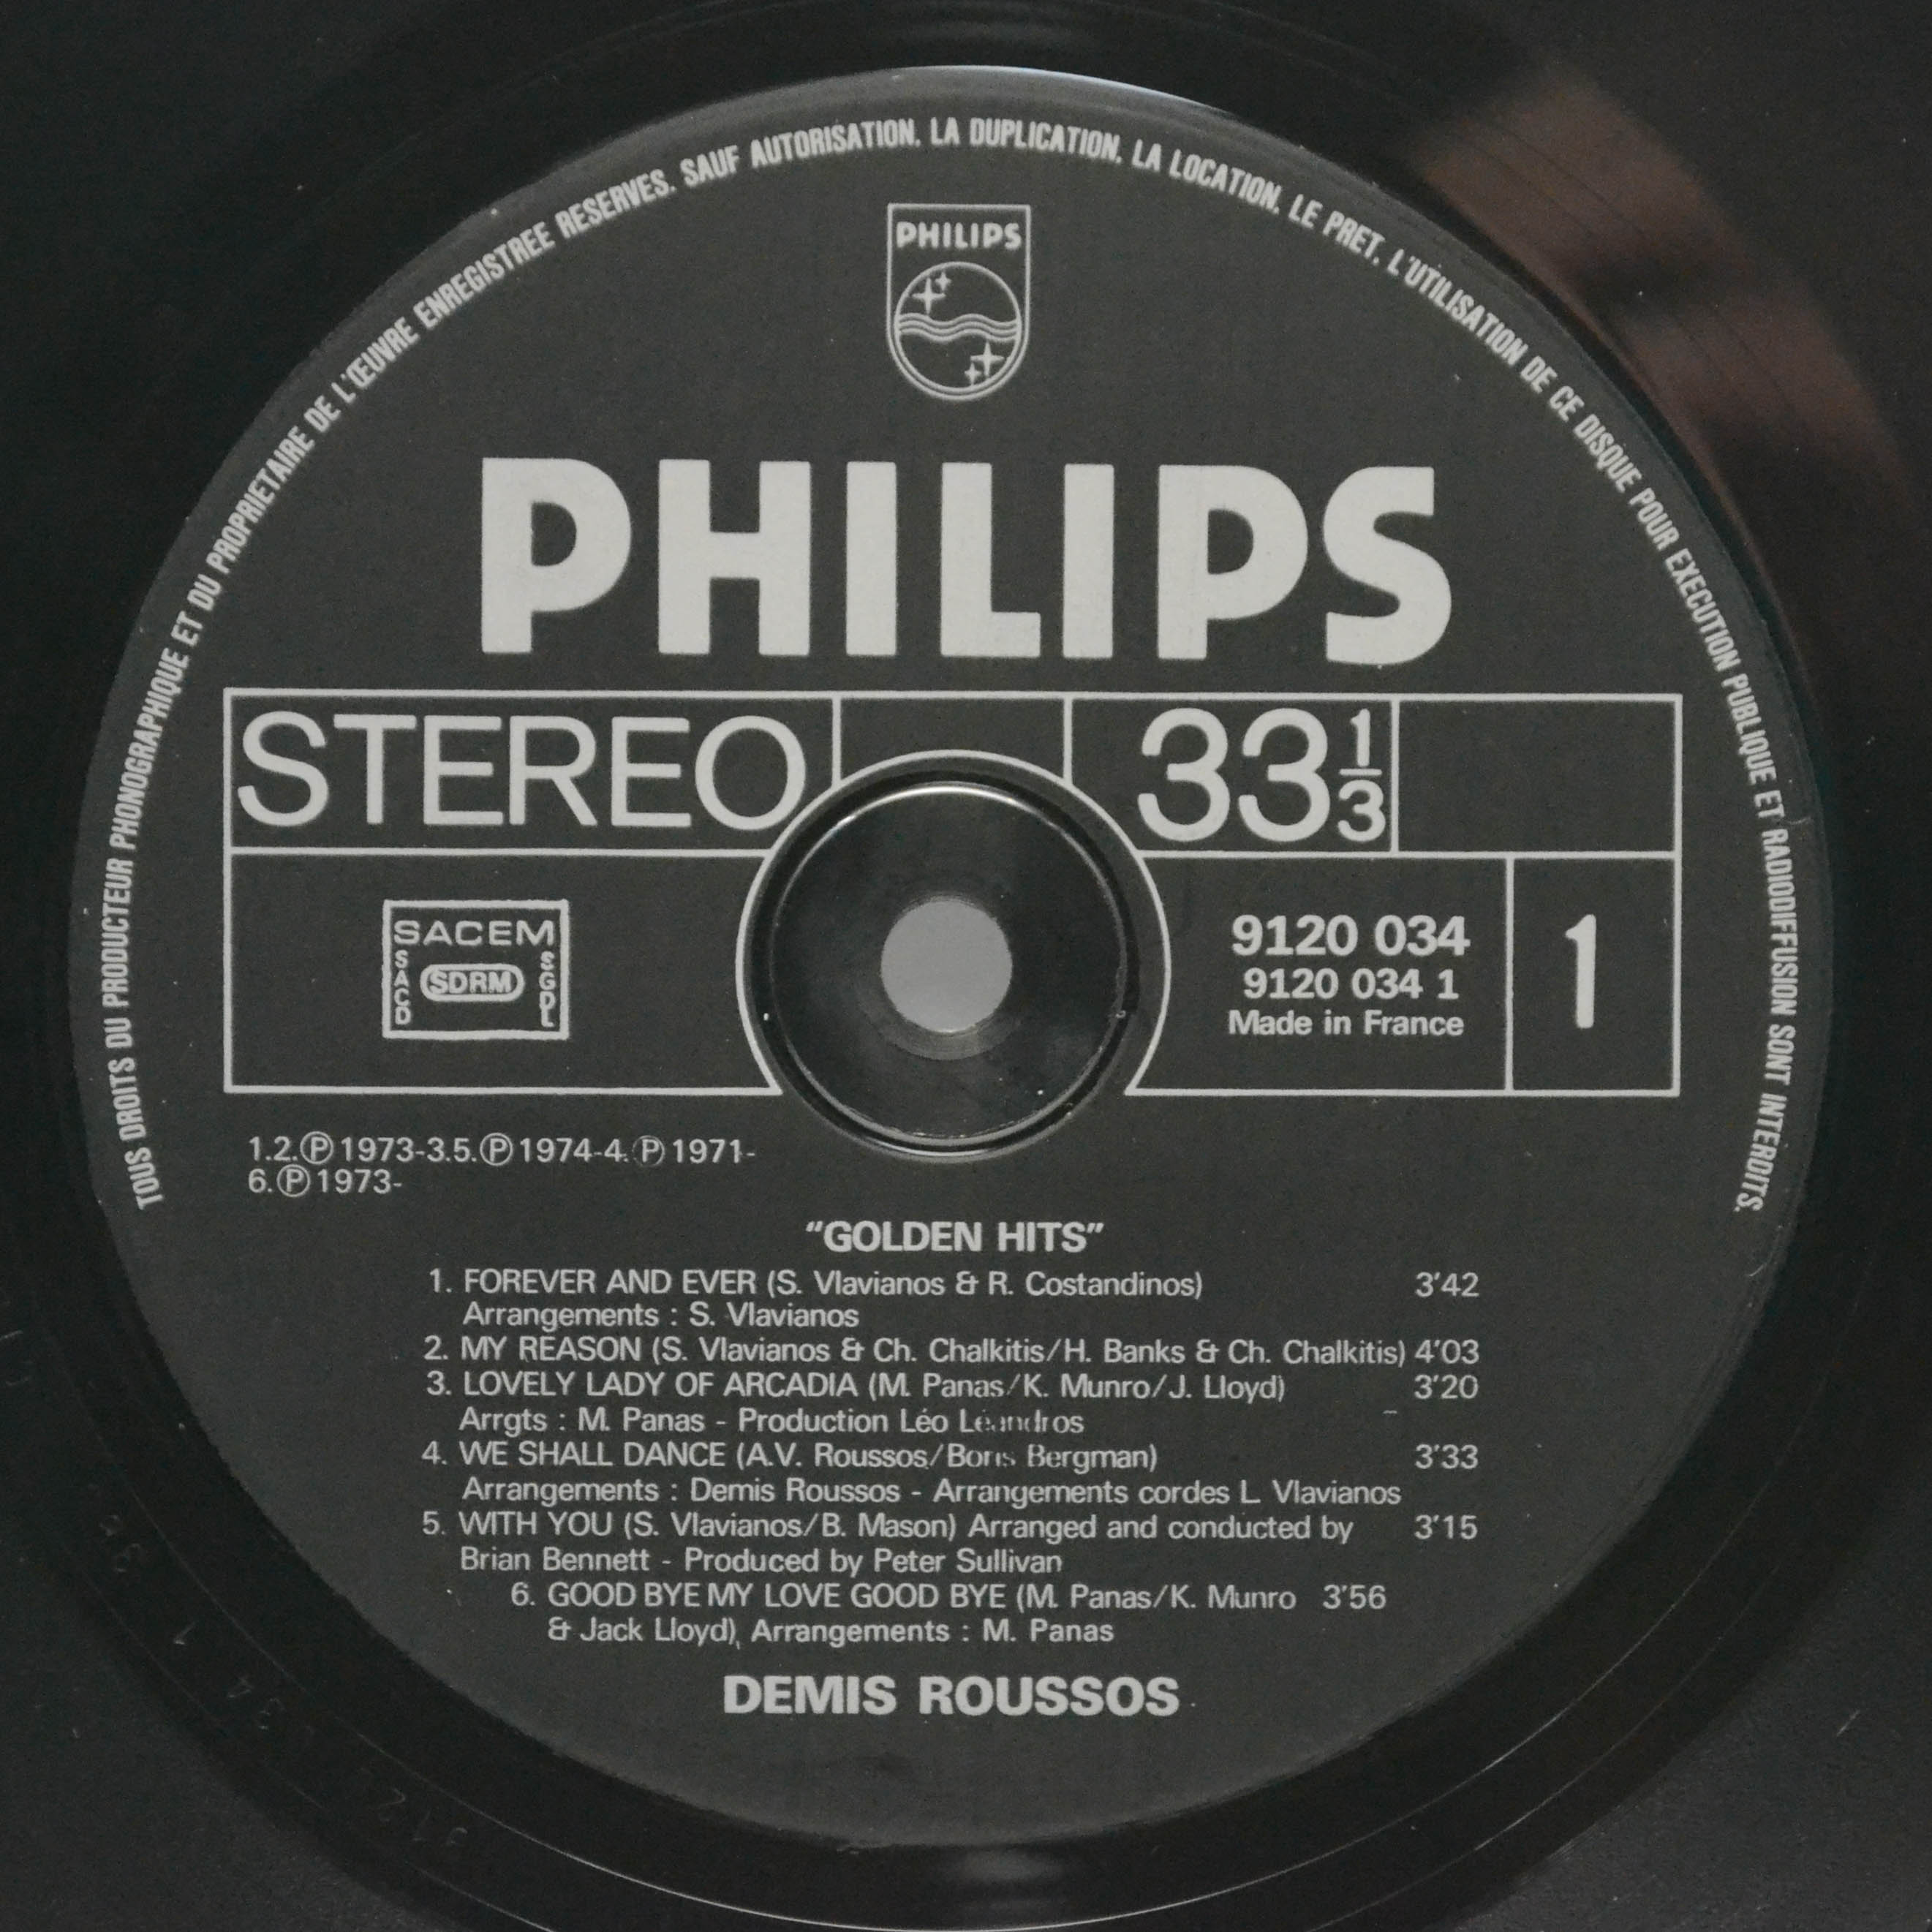 TOUS DROITS DU PRODUCTEUR PHONOGRAPHIQUE ET DU PROPRIETAIRE DE L'ŒUVRE ENREGISTREE RESERVES. SAUF AUTORISATION, LA DUPLICATION, LA LOCATION, LE PRET, L'UTILISATION DE CE DISQUE POUR EXECUTION PUBLIQUE ET RADIODIFFUSION SONT INTERDITS.
PHILIPS
PHILIPS
STEREO
33 1/3
SACEM
SACD
SDRM
SGDL
9120 034
9120 034 1
Made in France
1
1.2.Ⓟ1973-3.5.Ⓟ1974-4.Ⓟ1971-
6.Ⓟ1973-
“GOLDEN HITS”
1. FOREVER AND EVER (S. Vlavianos & R. Costandinos) 3'42
Arrangements : S. Vlavianos
2. MY REASON (S. Vlavianos & Ch. Chalkitis/H. Banks & Ch. Chalkitis) 4'03
3. LOVELY LADY OF ARCADIA (M. Panas/K. Munro/J. Lloyd) 3'20
Arrgts : M. Panas - Production Léo Léandros
4. WE SHALL DANCE (A.V. Roussos/Boris Bergman) 3'33
Arrangements : Demis Roussos - Arrangements cordes L. Vlavianos
5. WITH YOU (S. Vlavianos/B. Mason) Arranged and conducted by 3'15
Brian Bennett - Produced by Peter Sullivan
6. GOOD BYE MY LOVE GOOD BYE (M. Panas/K. Munro 3'56
& Jack Lloyd), Arrangements : M. Panas
DEMIS ROUSSOS